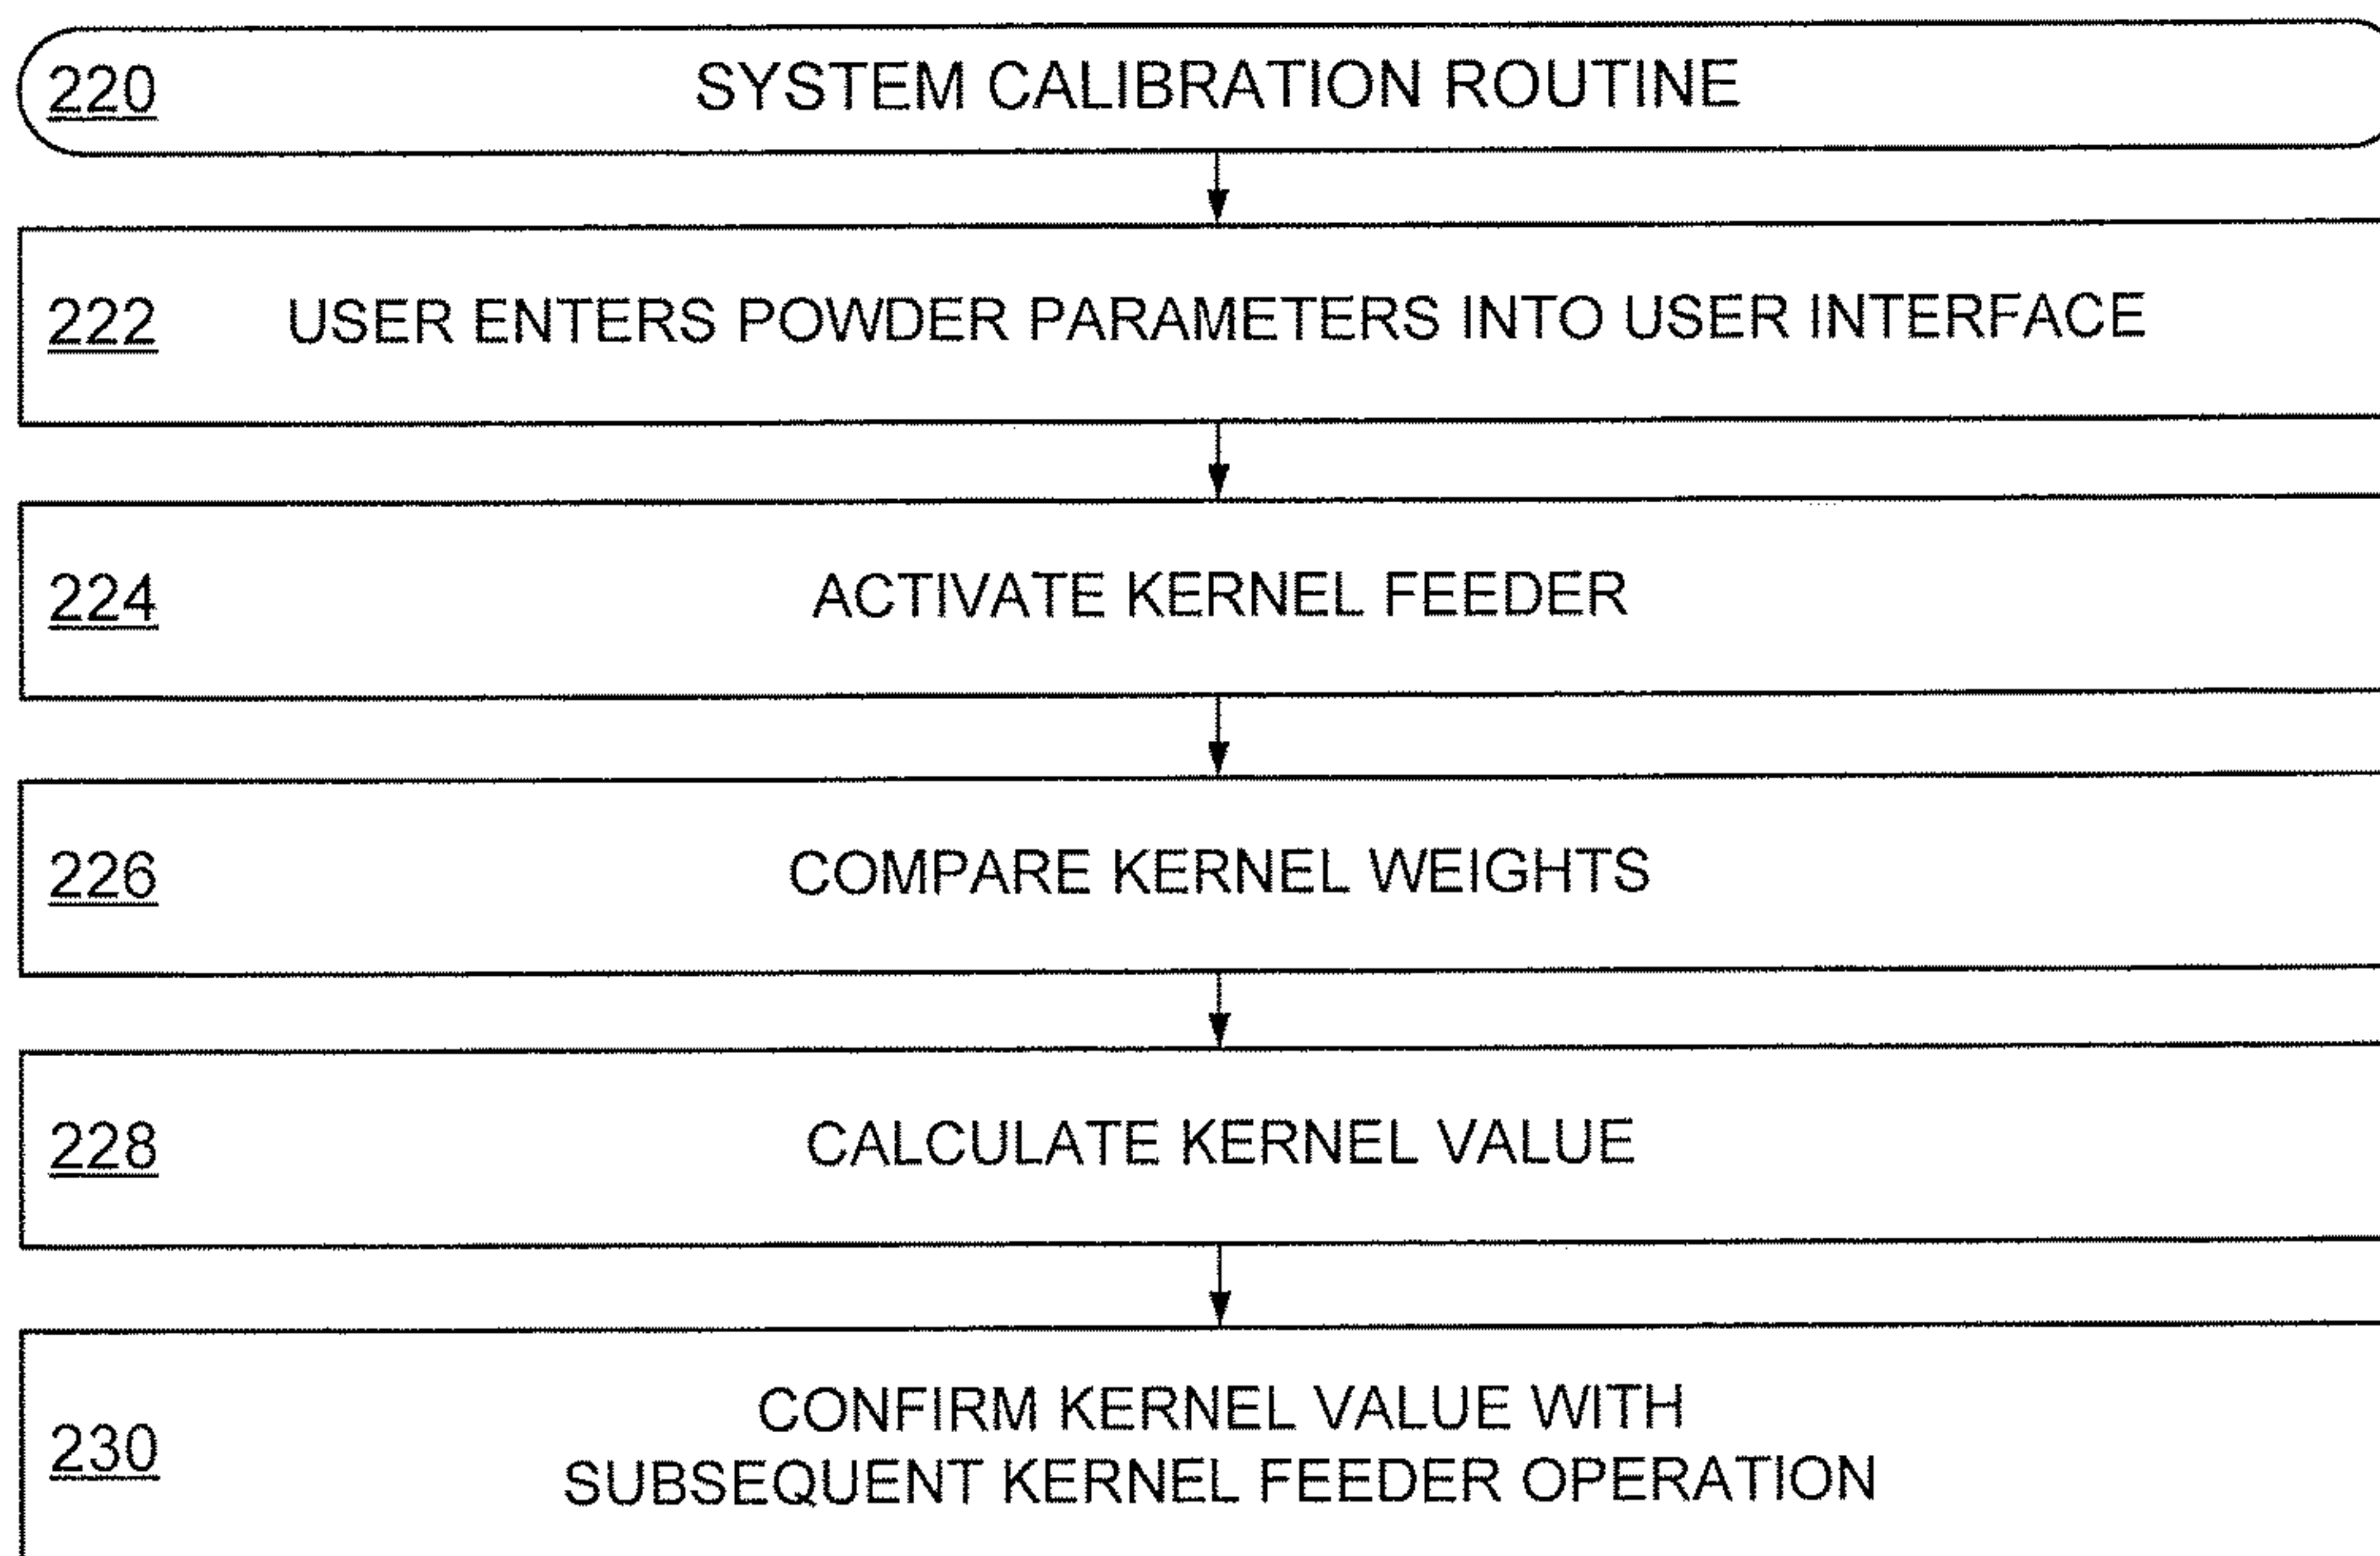 220 SYSTEM CALIBRATION ROUTINE
222 USER ENTERS POWDER PARAMETERS INTO USER INTERFACE
224 ACTIVATE KERNEL FEEDER
226 COMPARE KERNEL WEIGHTS
228 CALCULATE KERNEL VALUE
230 CONFIRM KERNEL VALUE WITH
SUBSEQUENT KERNEL FEEDER OPERATION